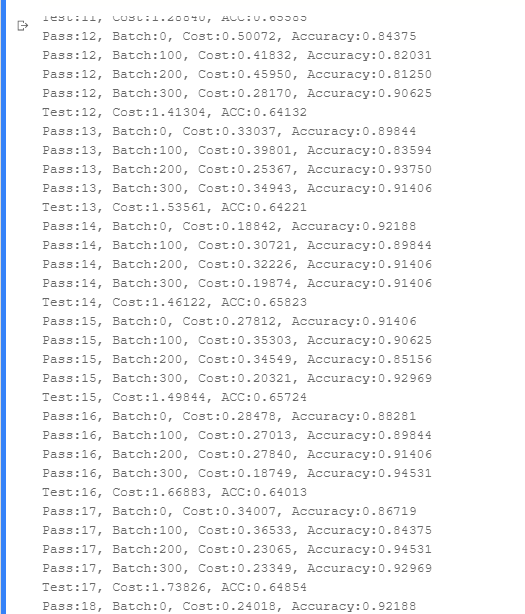 Test:11, Cost:1.28840, ACC:0.65585
Pass:12, Batch:0, Cost:0.50072, Accuracy:0.84375
Pass:12, Batch:100, Cost:0.41832, Accuracy:0.82031
Pass:12, Batch:200, Cost:0.45950, Accuracy:0.81250
Pass:12, Batch:300, Cost:0.28170, Accuracy:0.90625
Test:12, Cost:1.41304, ACC:0.64132
Pass:13, Batch:0, Cost:0.33037, Accuracy:0.89844
Pass:13, Batch:100, Cost:0.39801, Accuracy:0.83594
Pass:13, Batch:200, Cost:0.25367, Accuracy:0.93750
Pass:13, Batch:300, Cost:0.34943, Accuracy:0.91406
Test:13, Cost:1.53561, ACC:0.64221
Pass:14, Batch:0, Cost:0.18842, Accuracy:0.92188
Pass:14, Batch:100, Cost:0.30721, Accuracy:0.89844
Pass:14, Batch:200, Cost:0.32226, Accuracy:0.91406
Pass:14, Batch:300, Cost:0.19874, Accuracy:0.91406
Test:14, Cost:1.46122, ACC:0.65823
Pass:15, Batch:0, Cost:0.27812, Accuracy:0.91406
Pass:15, Batch:100, Cost:0.35303, Accuracy:0.90625
Pass:15, Batch:200, Cost:0.34549, Accuracy:0.85156
Pass:15, Batch:300, Cost:0.20321, Accuracy:0.92969
Test:15, Cost:1.49844, ACC:0.65724
Pass:16, Batch:0, Cost:0.28478, Accuracy:0.88281
Pass:16, Batch:100, Cost:0.27013, Accuracy:0.89844
Pass:16, Batch:200, Cost:0.27840, Accuracy:0.91406
Pass:16, Batch:300, Cost:0.18749, Accuracy:0.94531
Test:16, Cost:1.66883, ACC:0.64013
Pass:17, Batch:0, Cost:0.34007, Accuracy:0.86719
Pass:17, Batch:100, Cost:0.36533, Accuracy:0.84375
Pass:17, Batch:200, Cost:0.23065, Accuracy:0.94531
Pass:17, Batch:300, Cost:0.23349, Accuracy:0.92969
Test:17, Cost:1.73826, ACC:0.64854
Pass:18, Batch:0, Cost:0.24018, Accuracy:0.92188